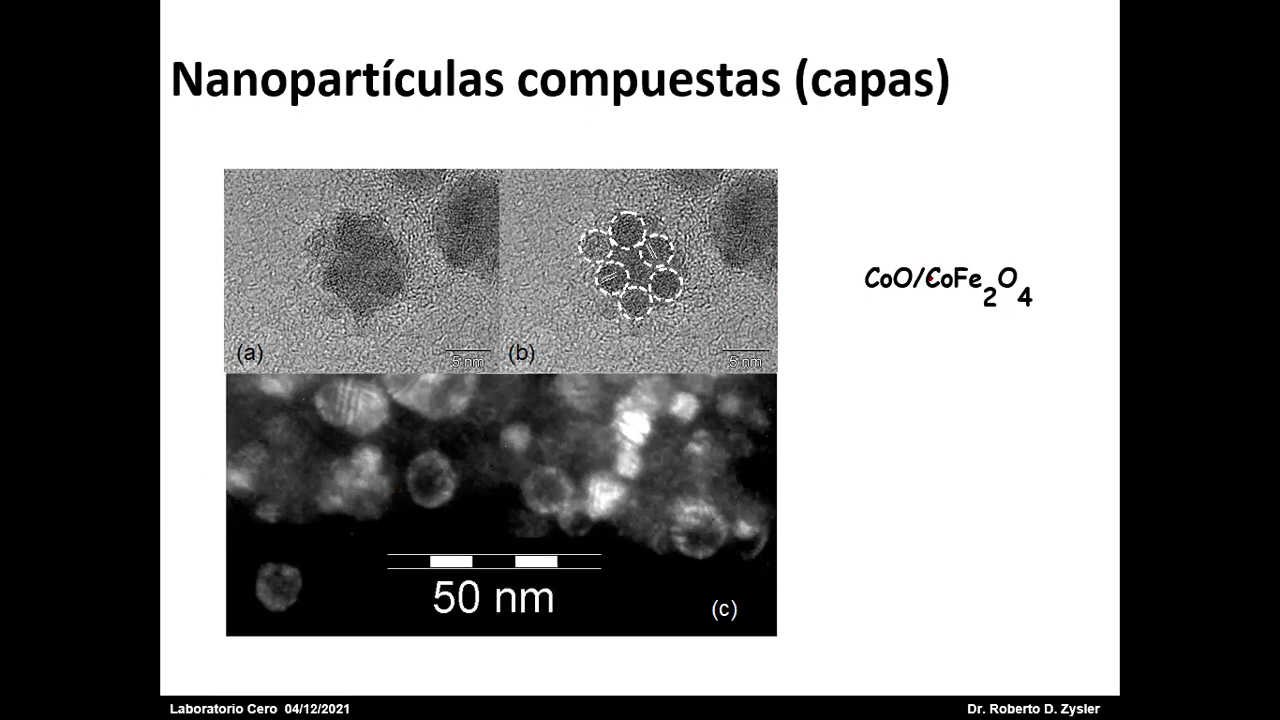 Nanopartículas compuestas (capas)
(a)
5 nm
(b)
5 nm
CoO/CoFe2O4
50 nm
(c)
Laboratorio Cero 04/12/2021
Dr. Roberto D. Zysler